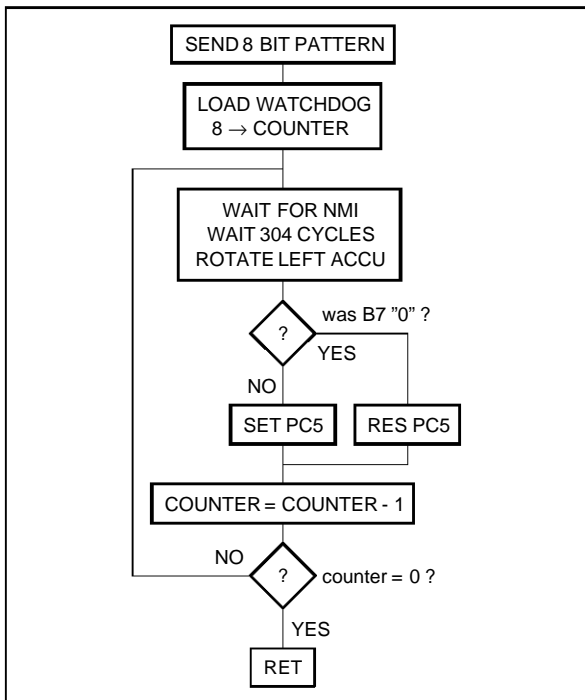 SEND 8 BIT PATTERN
LOAD WATCHDOG
8 → COUNTER
WAIT FOR NMI
WAIT 304 CYCLES
ROTATE LEFT ACCU
was B7 ”0” ?
?
YES
NO
SET PC5
RES PC5
COUNTER = COUNTER - 1
NO
?
counter = 0 ?
YES
RET